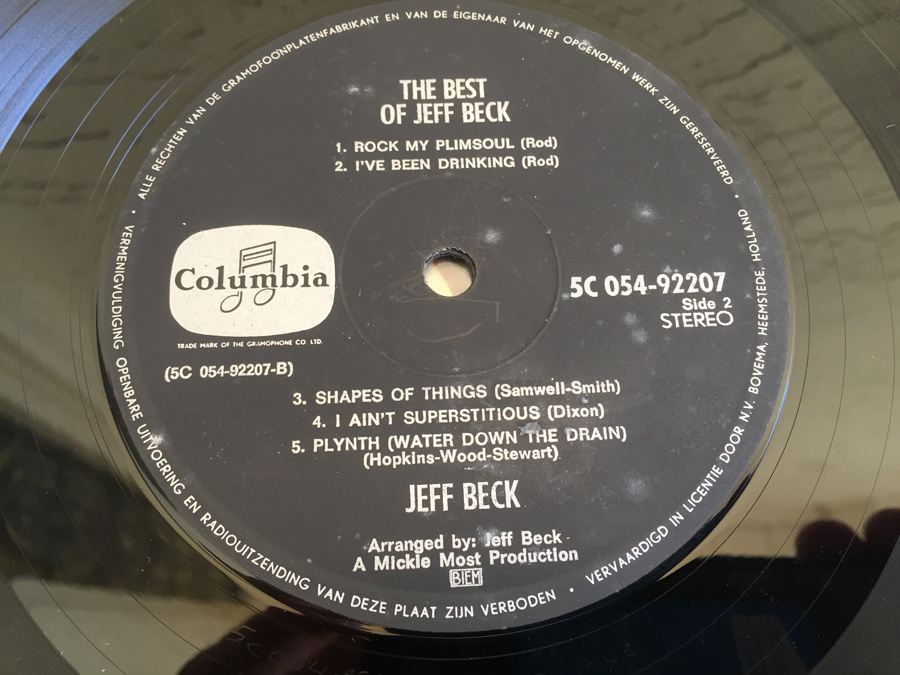 ALLE RECHTEN VAN DE GRAMOFOONPLATENFABRIKANT EN VAN DE EIGENAAR VAN HET OPGENOMEN WERK ZIJN GERESERVEERD •
THE BEST
OF JEFF BECK
1. ROCK MY PLIMSOUL (Rod)
2. I'VE BEEN DRINKING (Rod)
Columbia
TRADE MARK OF THE GRAMOPHONE CO. LTD.
5C 054-92207
Side 2
STEREO
(5C 054-92207-B)
3. SHAPES OF THINGS (Samwell-Smith)
4. I AIN'T SUPERSTITIOUS (Dixon)
5. PLYNTH (WATER DOWN THE DRAIN)
(Hopkins-Wood-Stewart)
JEFF BECK
Arranged by: Jeff Beck
A Mickie Most Production
BIEM
• VERMENIGVULDIGING OPENBARE UITVOERING EN RADIOUITZENDING VAN DEZE PLAAT ZIJN VERBODEN •
VERVAARDIGD IN LICENTIE DOOR N.V. BOVEMA, HEEMSTEDE, HOLLAND